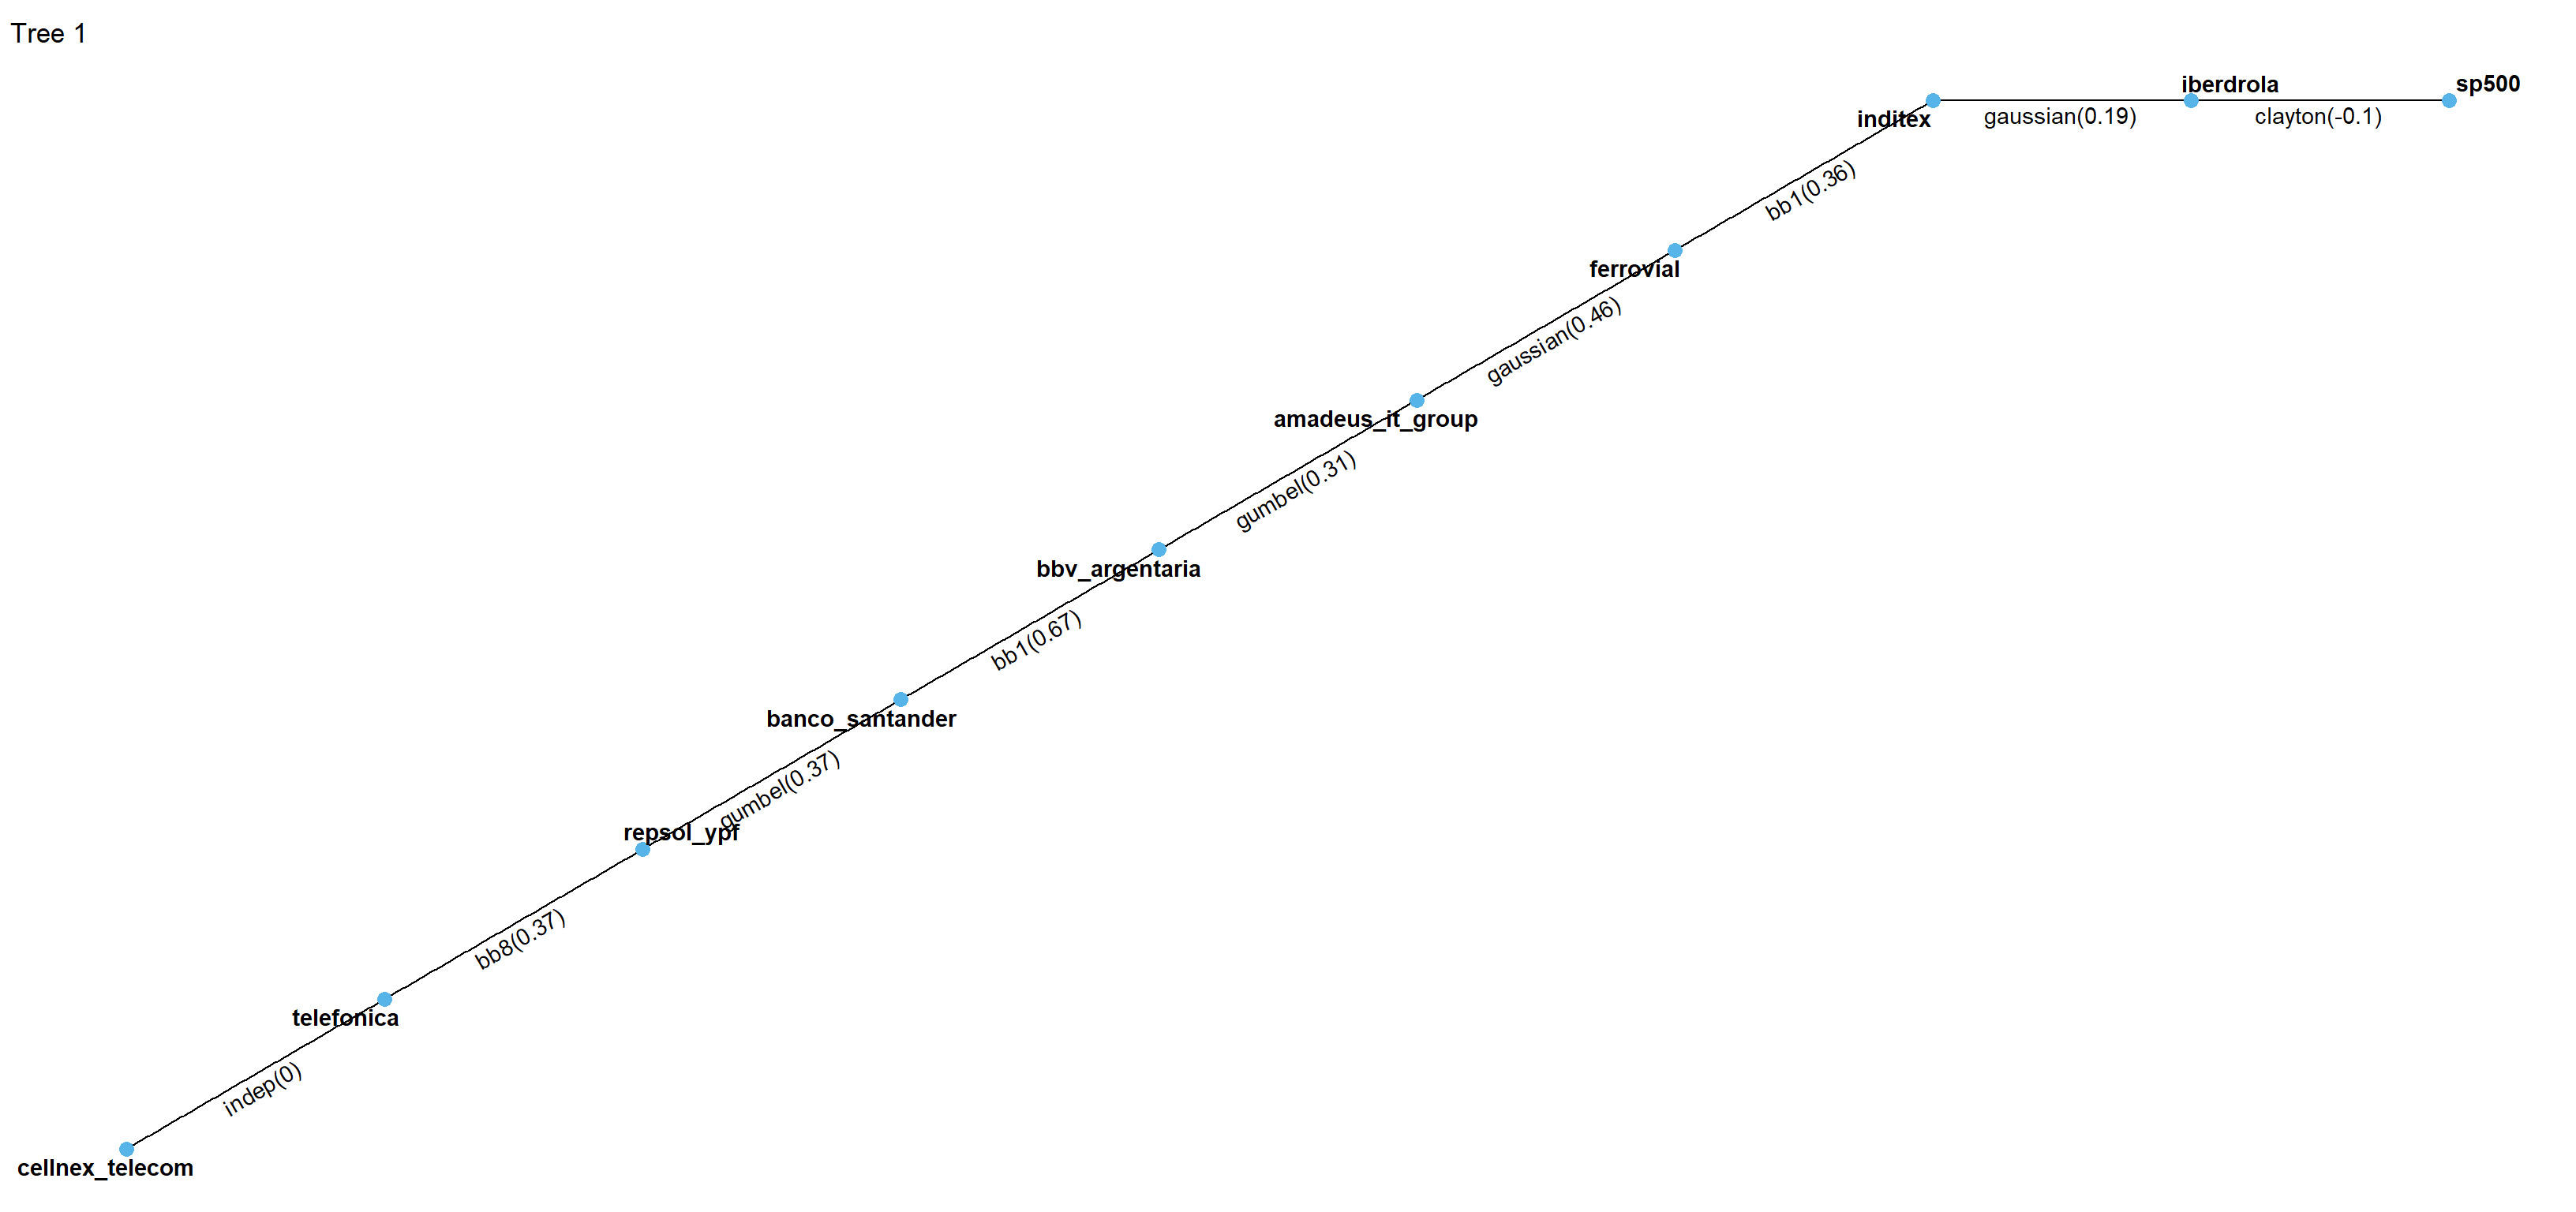 Tree 1
iberdrola
sp500
inditex
gaussian(0.19)
clayton(-0.1)
bb1(0.36)
ferrovial
gaussian(0.46)
amadeus_it_group
gumbel(0.31)
bbv_argentaria
bb1(0.67)
banco_santander
gumbel(0.37)
repsol_ypf
bb8(0.37)
telefonica
indep(0)
cellnex_telecom